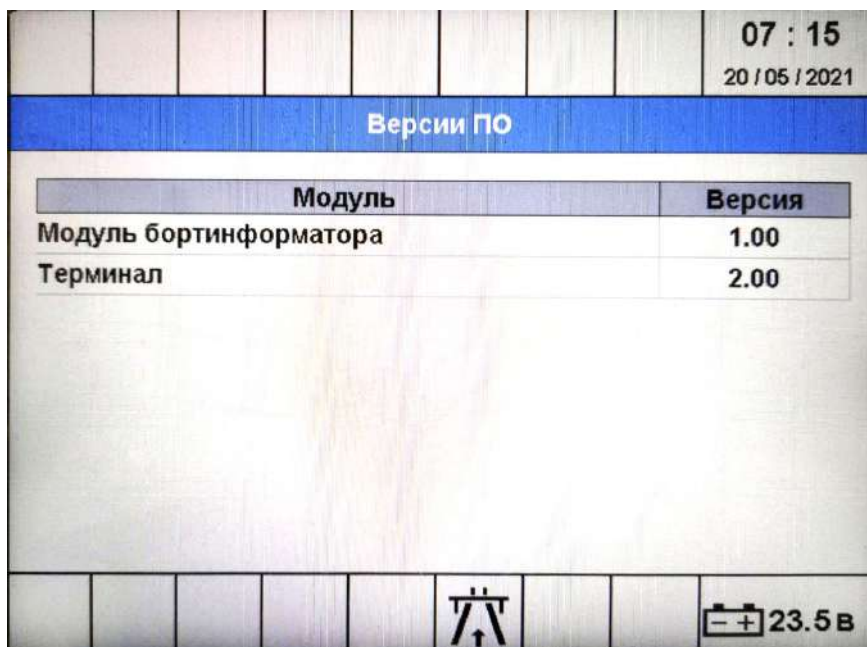 07 : 15
20 / 05 / 2021
Версии ПО
Модуль Версия
Модуль бортинформатора 1.00
Терминал 2.00
- + 23.5 В